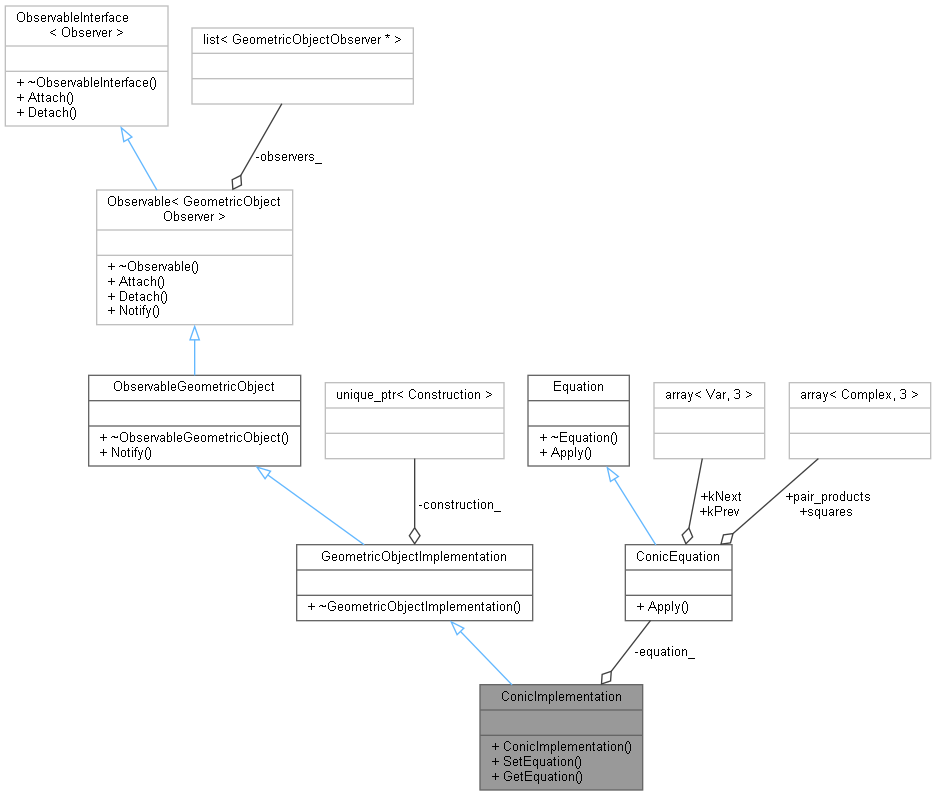 ObservableInterface
< Observer >
+ ~ObservableInterface()
+ Attach()
+ Detach()
list< GeometricObjectObserver * >
-observers_
Observable< GeometricObject
Observer >
+ ~Observable()
+ Attach()
+ Detach()
+ Notify()
ObservableGeometricObject
+ ~ObservableGeometricObject()
+ Notify()
unique_ptr< Construction >
Equation
+ ~Equation()
+ Apply()
array< Var, 3 >
array< Complex, 3 >
-construction_
+kNext
+kPrev
+pair_products
+squares
GeometricObjectImplementation
+ ~GeometricObjectImplementation()
ConicEquation
+ Apply()
-equation_
ConicImplementation
+ ConicImplementation()
+ SetEquation()
+ GetEquation()